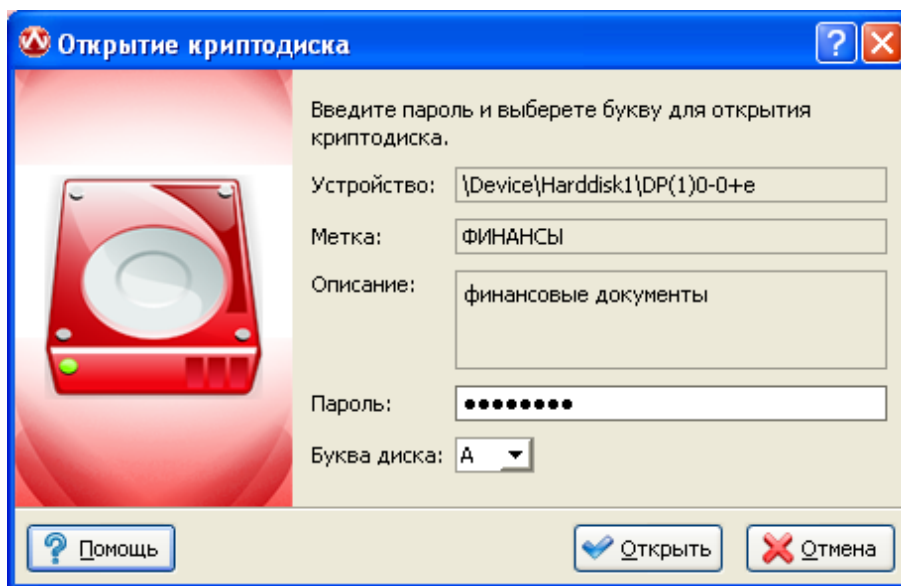 Открытие криптодиска
Введите пароль и выберете букву для открытия
криптодиска.
Устройство: \Device\Harddisk1\DP(1)0-0+e
Метка: ФИНАНСЫ
Описание: финансовые документы
Пароль: ●●●●●●●●
Буква диска: A
Помощь Открыть Отмена